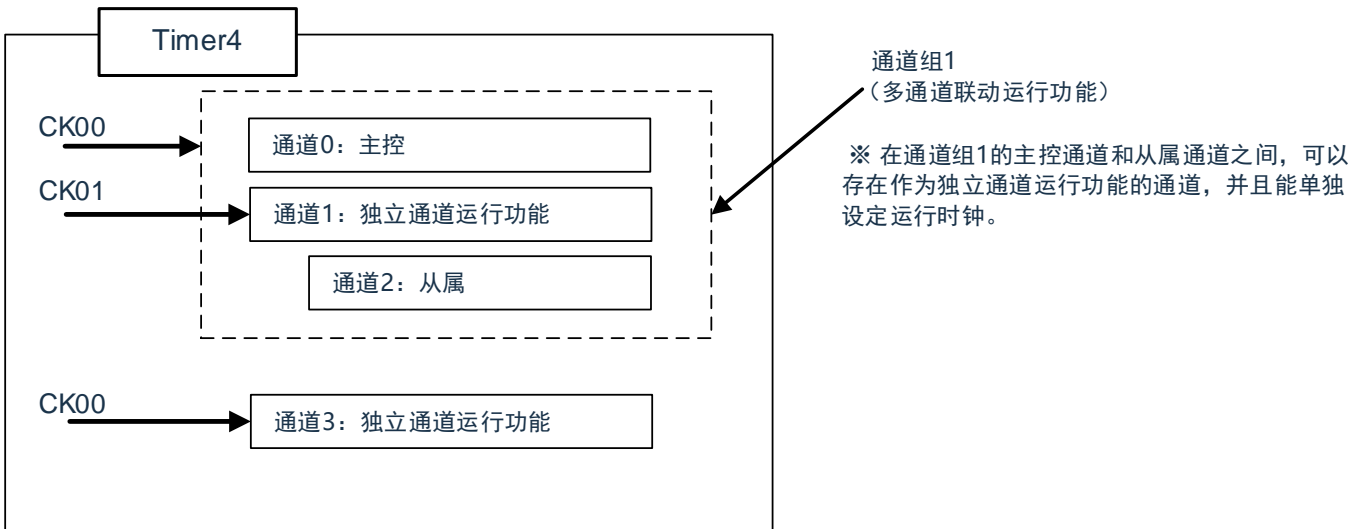 Timer4
通道组1
（多通道联动运行功能）
CK00
通道0：主控
※ 在通道组1的主控通道和从属通道之间，可以
存在作为独立通道运行功能的通道，并且能单独
设定运行时钟。
CK01
通道1：独立通道运行功能
通道2：从属
CK00
通道3：独立通道运行功能